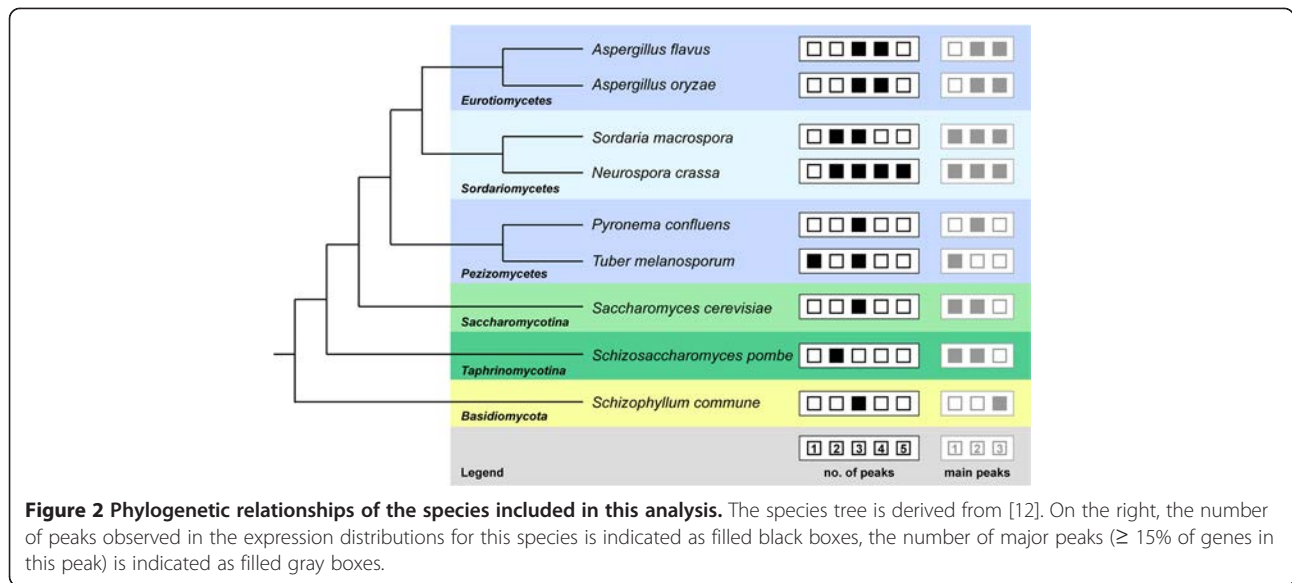 Aspergillus flavus
Aspergillus oryzae
Eurotiomycetes
Sordaria macrospora
Neurospora crassa
Sordariomycetes
Pyronema confluens
Tuber melanosporum
Pezizomycetes
Saccharomyces cerevisiae
Saccharomycotina
Schizosaccharomyces pombe
Taphrinomycotina
Schizophyllum commune
Basidiomycota
1 2 3 4 5 1 2 3
Legend no. of peaks main peaks
Figure 2 Phylogenetic relationships of the species included in this analysis. The species tree is derived from [12]. On the right, the number
of peaks observed in the expression distributions for this species is indicated as filled black boxes, the number of major peaks (≥ 15% of genes in
this peak) is indicated as filled gray boxes.